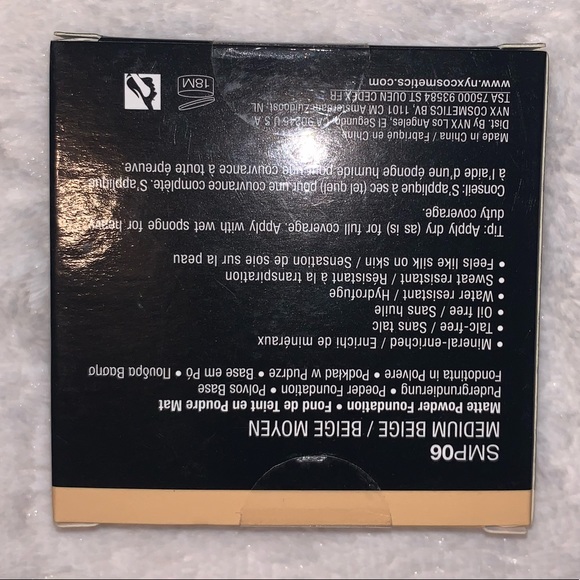 SMP06
MEDIUM BEIGE / BEIGE MOYEN
Matte Powder Foundation • Fond de Teint en Poudre Mat
Pudergrundierung • Poeder Foundation • Polvos Base
Fondotinta in Polvere • Podkład w Pudrze • Base em Pó • Πουδρα
• Mineral-enriched / Enrichi de minéraux
• Talc-free / Sans talc
• Oil free / Sans huile
• Water resistant / Hydrofuge
• Sweat resistant / Résistant à la transpiration
• Feels like silk on skin / Sensation de soie sur la peau
Tip: Apply dry (as) is) for full coverage. Apply with wet sponge for heavy
duty coverage.
Conseil: S'applique à sec (tel (quel) pour une couvrance complète. S'applique
à l'aide d'une éponge humide pour une couvrance à toute épreuve.
Made in China / Fabriqué en Chine
Dist. By NYX Los Angeles, El Segundo, CA 90245 U.S.A.
NYX COSMETICS BV, 1101 CM Amsterdam Zuidoost, NL
TSA 75000 93584 ST OUEN CEDEX FR
www.nyxcosmetics.com
18M